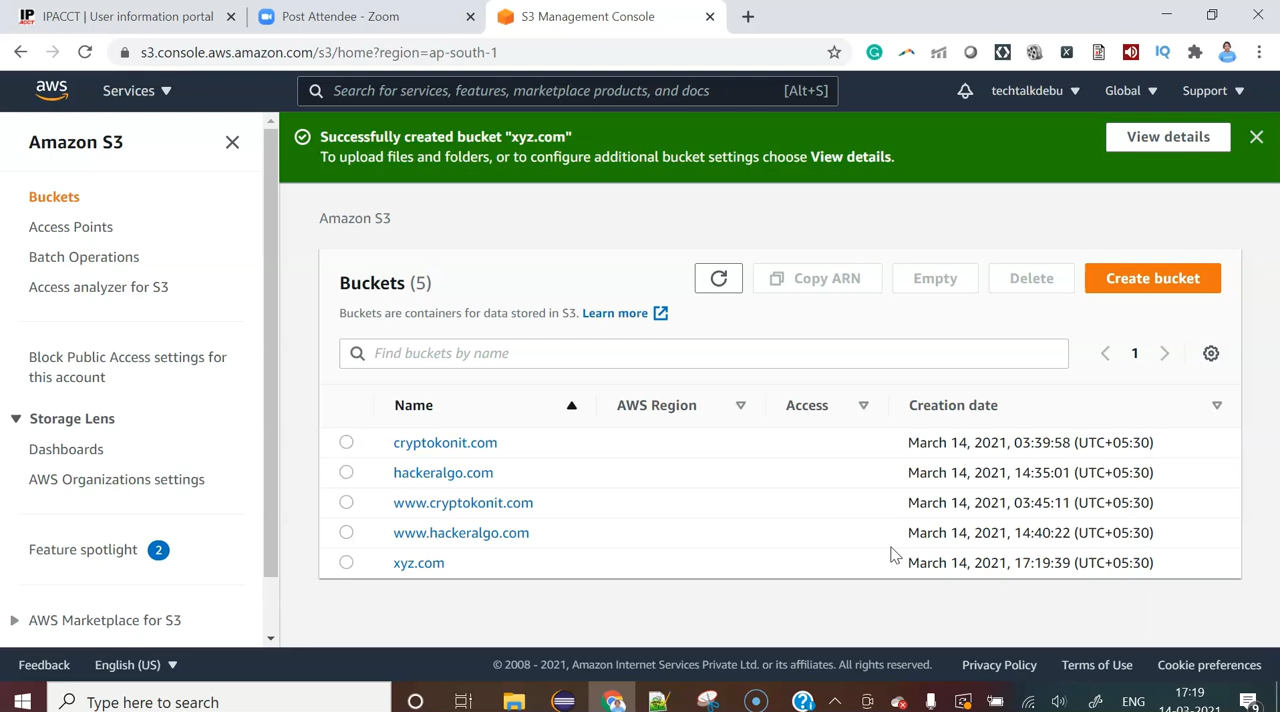 IPACCT | User information portal
Post Attendee - Zoom
S3 Management Console
s3.console.aws.amazon.com/s3/home?region=ap-south-1
aws
Services
Search for services, features, marketplace products, and docs
[Alt+S]
techtalkdebu
Global
Support
Amazon S3
Buckets
Access Points
Batch Operations
Access analyzer for S3
Block Public Access settings for
this account
Storage Lens
Dashboards
AWS Organizations settings
Feature spotlight 2
AWS Marketplace for S3
Successfully created bucket "xyz.com"
To upload files and folders, or to configure additional bucket settings choose View details.
View details
Amazon S3
Buckets (5)
Copy ARN
Empty
Delete
Create bucket
Buckets are containers for data stored in S3. Learn more
Find buckets by name
1
Name AWS Region Access Creation date
cryptokonit.com March 14, 2021, 03:39:58 (UTC+05:30)
hackeralgo.com March 14, 2021, 14:35:01 (UTC+05:30)
www.cryptokonit.com March 14, 2021, 03:45:11 (UTC+05:30)
www.hackeralgo.com March 14, 2021, 14:40:22 (UTC+05:30)
xyz.com March 14, 2021, 17:19:39 (UTC+05:30)
Feedback
English (US)
© 2008 - 2021, Amazon Internet Services Private Ltd. or its affiliates. All rights reserved.
Privacy Policy
Terms of Use
Cookie preferences
Type here to search
ENG
17:19
14-03-2021
9